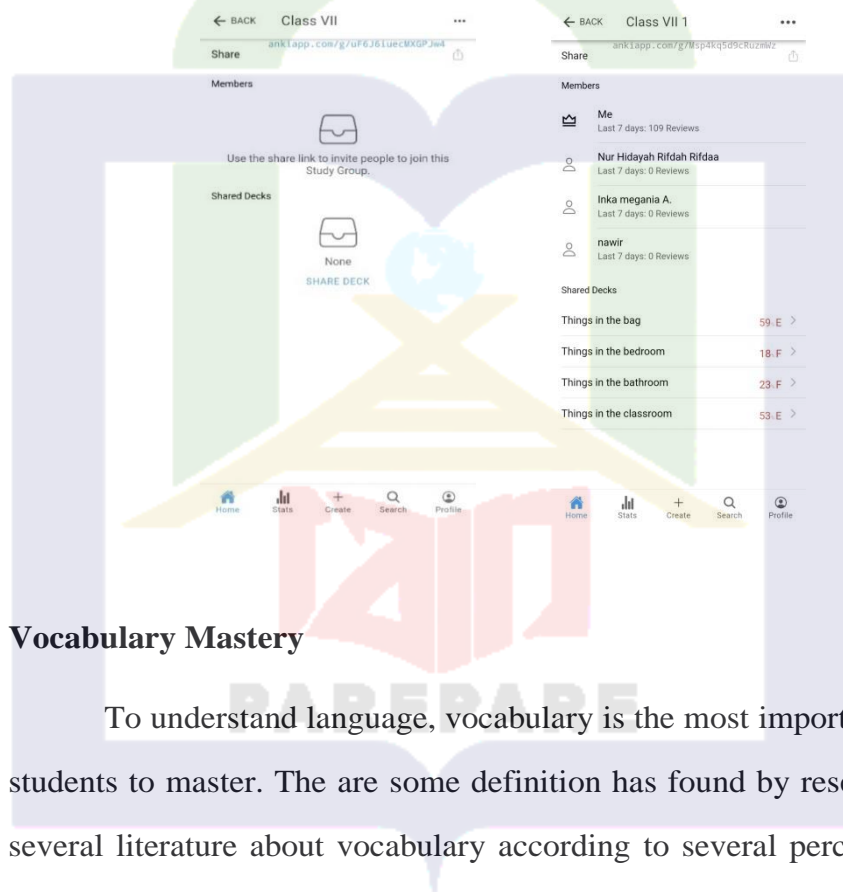 ← BACK Class VII ...
Share
Members
Use the share link to invite people to join this
Study Group.
Shared Decks
None
SHARE DECK
Home Stats Create Search Profile
← BACK Class VII 1 ...
Share
Members
Me
Last 7 days: 109 Reviews
Nur Hidayah Rifdah Rifdaa
Last 7 days: 0 Reviews
Inka megania A.
Last 7 days: 0 Reviews
nawir
Last 7 days: 0 Reviews
Shared Decks
Things in the bag 59% E >
Things in the bedroom 18% F >
Things in the bathroom 23% F >
Things in the classroom 53% E >
Home Stats Create Search Profile
Vocabulary Mastery
PAREPARE
To understand language, vocabulary is the most import
students to master. The are some definition has found by rese
several literature about vocabulary according to several perc